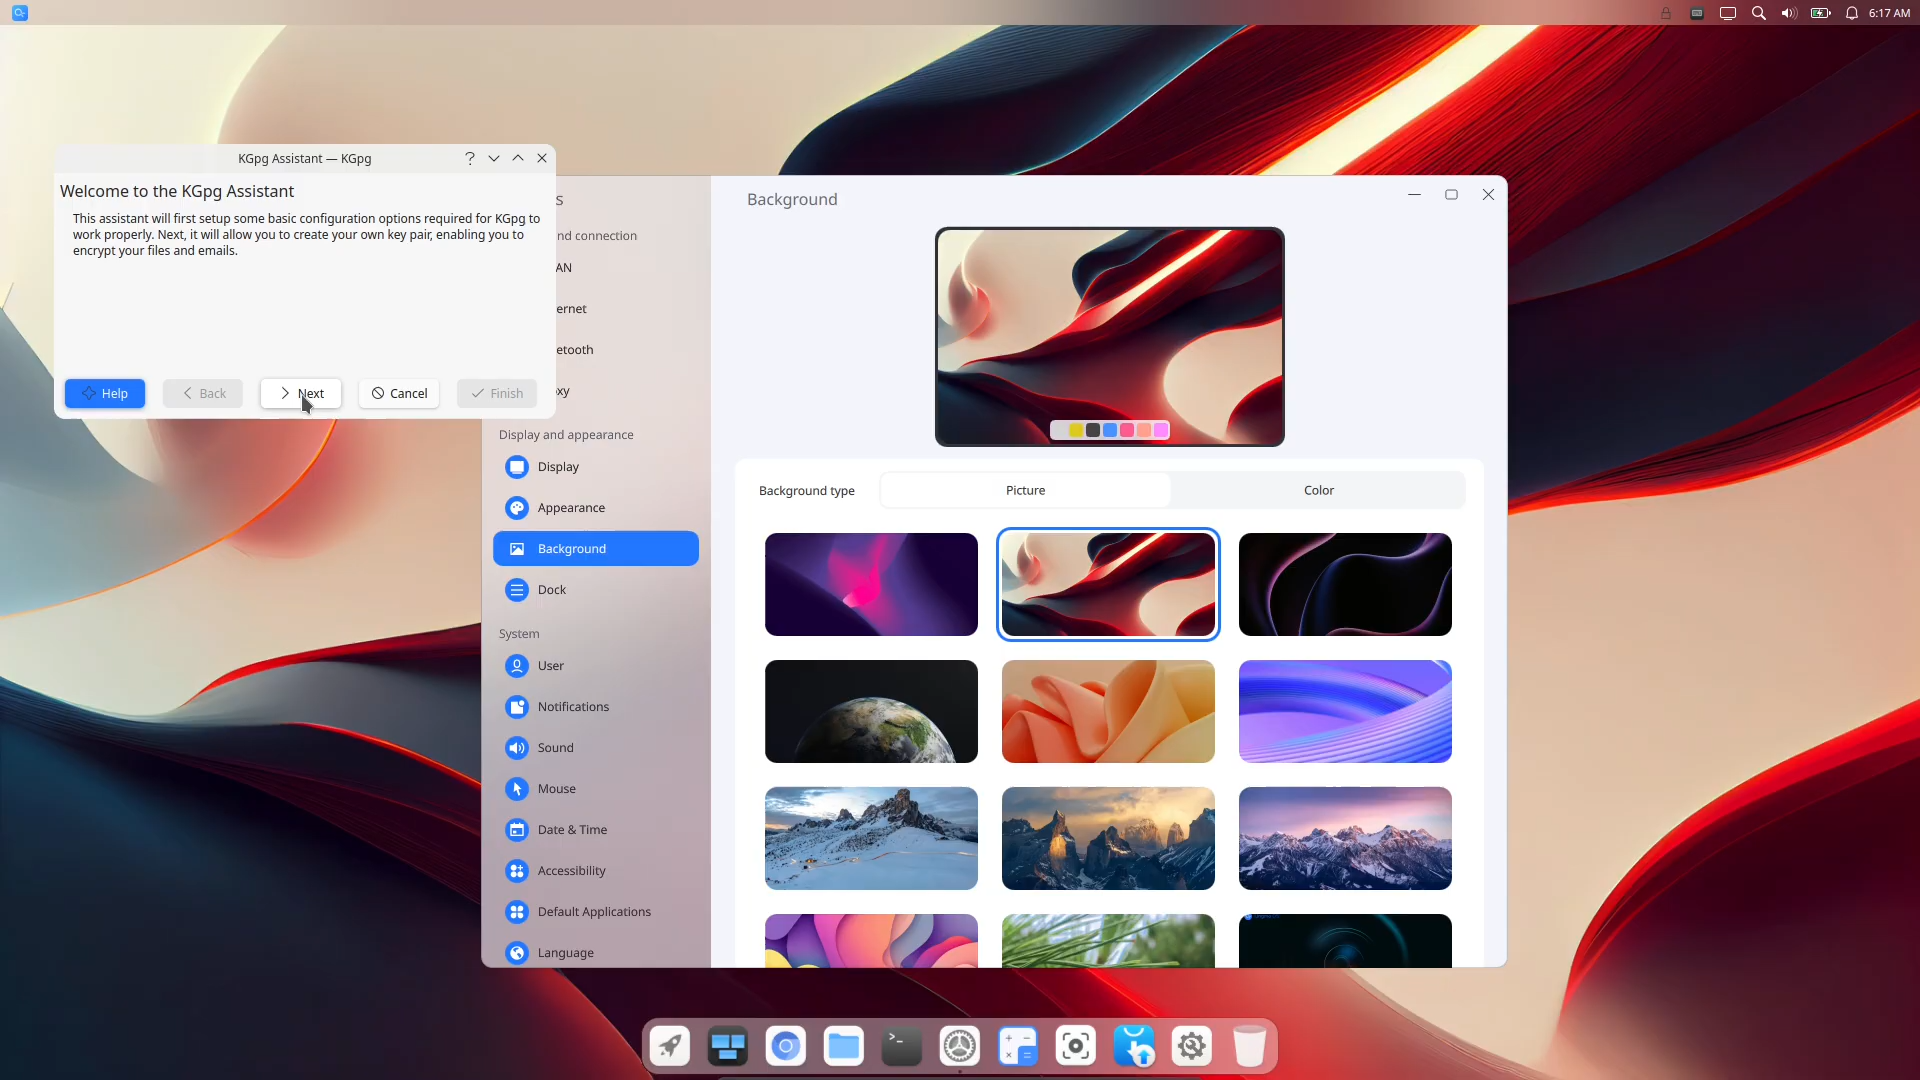 6:17 AM
KGpg Assistant — KGpg
Welcome to the KGpg Assistant
This assistant will first setup some basic configuration options required for KGpg to
work properly. Next, it will allow you to create your own key pair, enabling you to
encrypt your files and emails.
Help
Back
Next
Cancel
Finish
s
nd connection
AN
ernet
etooth
xy
Display and appearance
Display
Appearance
Background
Dock
System
User
Notifications
Sound
Mouse
Date & Time
Accessibility
Default Applications
Language
Background
Background type
Picture
Color